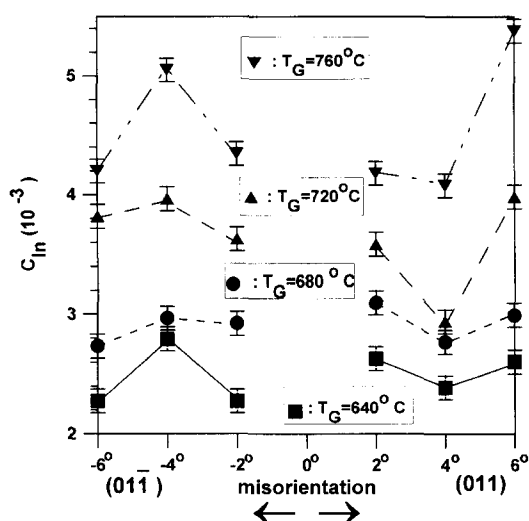 ▼ : T_G=760°C
5
C_In (10^-3)
4
▲ : T_G=720°C
● : T_G=680 °C
3
■ : T_G=640° C
2
-6° -4° -2° 0° 2° 4° 6°
(011̄) misorientation (011)
← →